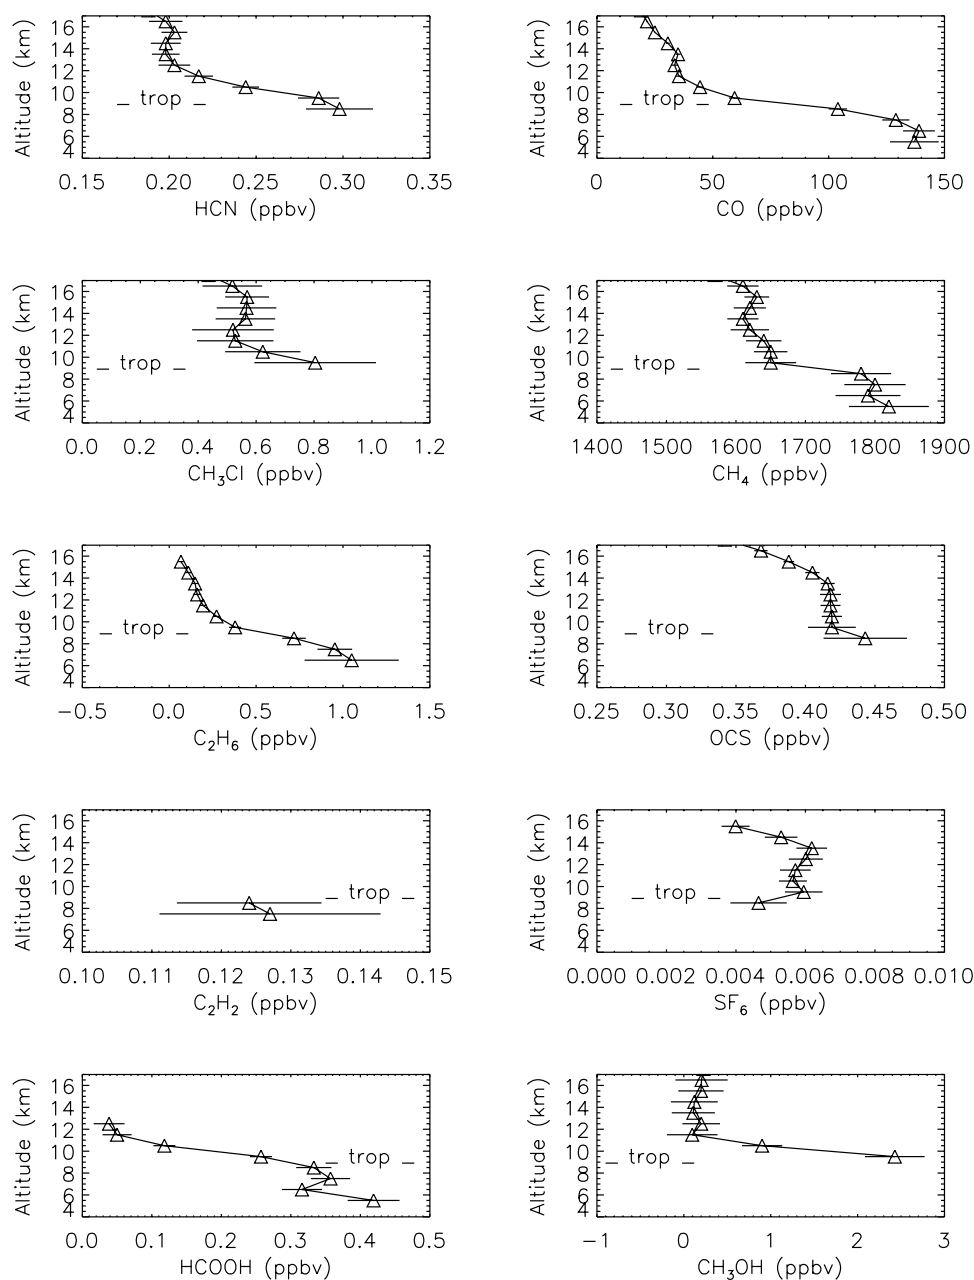 Altitude (km)
16
14
12
10
8
6
4
_ trop _
0.15 0.20 0.25 0.30 0.35
HCN (ppbv)
Altitude (km)
16
14
12
10
8
6
4
_ trop _
0 50 100 150
CO (ppbv)
Altitude (km)
16
14
12
10
8
6
4
_ trop _
0.0 0.2 0.4 0.6 0.8 1.0 1.2
CH₃Cl (ppbv)
Altitude (km)
16
14
12
10
8
6
4
_ trop _
1400 1500 1600 1700 1800 1900
CH₄ (ppbv)
Altitude (km)
16
14
12
10
8
6
4
_ trop _
−0.5 0.0 0.5 1.0 1.5
C₂H₆ (ppbv)
Altitude (km)
16
14
12
10
8
6
4
_ trop _
0.25 0.30 0.35 0.40 0.45 0.50
OCS (ppbv)
Altitude (km)
16
14
12
10
8
6
4
_ trop _
0.10 0.11 0.12 0.13 0.14 0.15
C₂H₂ (ppbv)
Altitude (km)
16
14
12
10
8
6
4
_ trop _
0.000 0.002 0.004 0.006 0.008 0.010
SF₆ (ppbv)
Altitude (km)
16
14
12
10
8
6
4
_ trop _
0.0 0.1 0.2 0.3 0.4 0.5
HCOOH (ppbv)
Altitude (km)
16
14
12
10
8
6
4
_ trop _
−1 0 1 2 3
CH₃OH (ppbv)